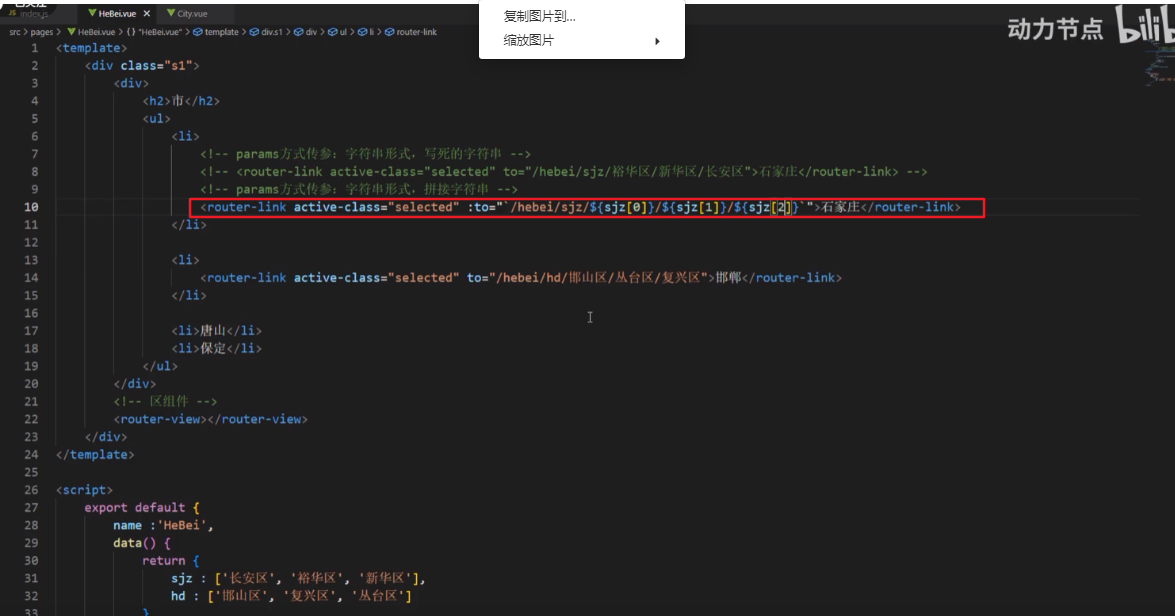 复制图片到...
缩放图片
动力节点 bilib
JS index.js
HeBei.vue ×
City.vue
src > pages > HeBei.vue > {} "HeBei.vue" > template > div.s1 > div > ul > li > router-link
1 <template>
2 <div class="s1">
3 <div>
4 <h2>市</h2>
5 <ul>
6 <li>
7 <!-- params方式传参：字符串形式，写死的字符串 -->
8 <!-- <router-link active-class="selected" to="/hebei/sjz/裕华区/新华区/长安区">石家庄</router-link> -->
9 <!-- params方式传参：字符串形式，拼接字符串 -->
10 <router-link active-class="selected" :to="`/hebei/sjz/${sjz[0]}/${sjz[1]}/${sjz[2]}`">石家庄</router-link>
11 </li>
12
13 <li>
14 <router-link active-class="selected" to="/hebei/hd/邯山区/丛台区/复兴区">邯郸</router-link>
15 </li>
16
17 <li>唐山</li>
18 <li>保定</li>
19 </ul>
20 </div>
21 <!-- 区组件 -->
22 <router-view></router-view>
23 </div>
24 </template>
25
26 <script>
27 export default {
28 name :'HeBei',
29 data() {
30 return {
31 sjz : ['长安区', '裕华区', '新华区'],
32 hd : ['邯山区', '复兴区', '丛台区']
33 }